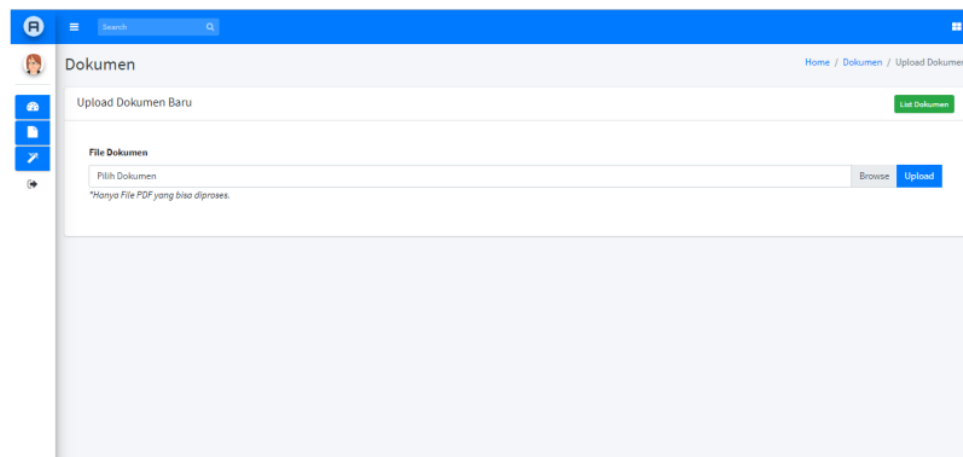 Search
Dokumen
Home / Dokumen / Upload Dokumen
Upload Dokumen Baru
List Dokumen
File Dokumen
Pilih Dokumen
Browse
Upload
*Hanya File PDF yang bisa diproses.